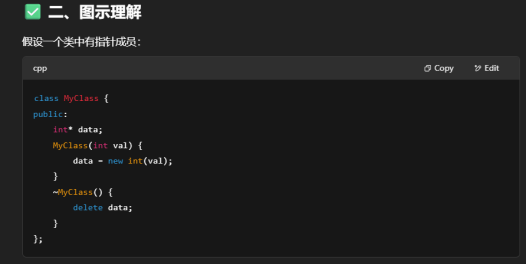 ✅ 二、图示理解
假设一个类中有指针成员：
cpp
Copy
Edit
class MyClass {
public:
    int* data;
    MyClass(int val) {
        data = new int(val);
    }
    ~MyClass() {
        delete data;
    }
};